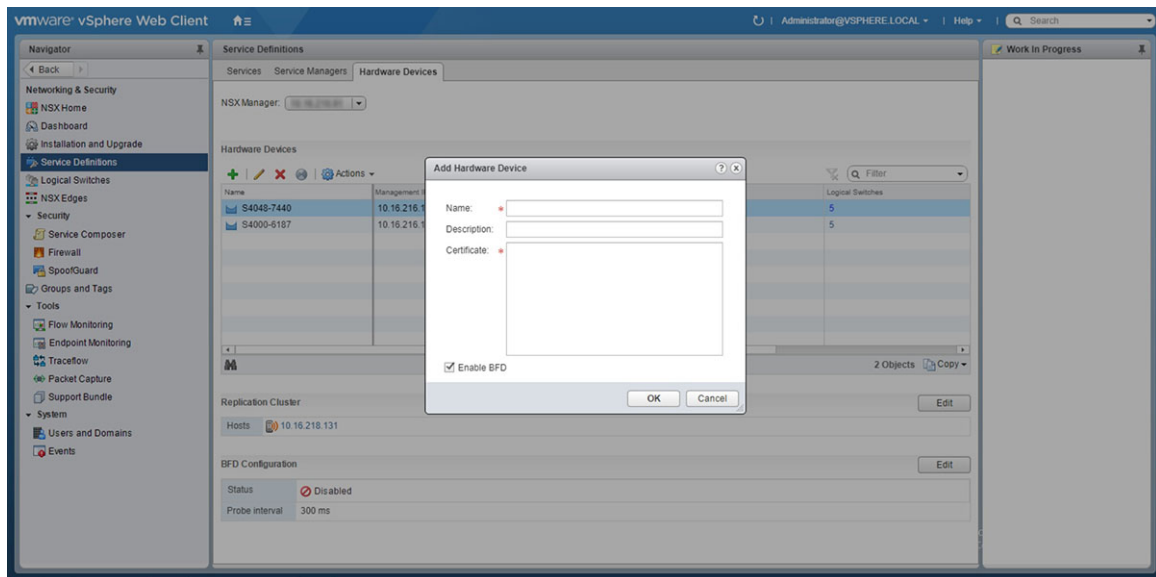 vmware® vSphere Web Client
Administrator@VSPHERE.LOCAL
Help
Search
Navigator
Back
Networking & Security
NSX Home
Dashboard
Installation and Upgrade
Service Definitions
Logical Switches
NSX Edges
Security
Service Composer
Firewall
SpoofGuard
Groups and Tags
Tools
Flow Monitoring
Endpoint Monitoring
Traceflow
Packet Capture
Support Bundle
System
Users and Domains
Events
Service Definitions
Services Service Managers Hardware Devices
NSX Manager:
Hardware Devices
Actions
Filter
Name Management Logical Switches
S4048-7440 10.16.216.1 5
S4000-6187 10.16.216.1 5
2 Objects Copy
Replication Cluster Edit
Hosts 10.16.218.131
BFD Configuration Edit
Status Disabled
Probe interval 300 ms
Add Hardware Device
Name: *
Description:
Certificate: *
Enable BFD
OK Cancel
Work In Progress